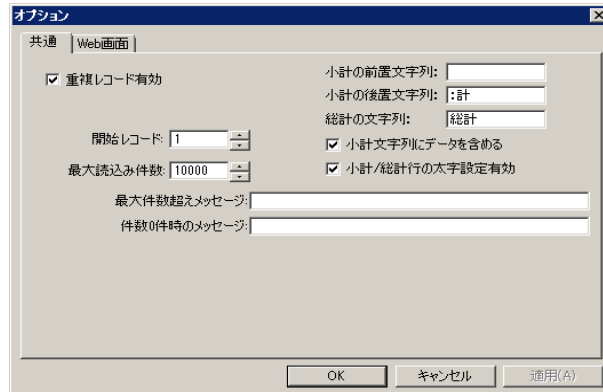 オプション
共通 Web画面
重複レコード有効
小計の前置文字列:
小計の後置文字列: :計
総計の文字列: 総計
開始レコード: 1
小計文字列にデータを含める
最大読込み件数: 10000
小計/総計行の太字設定有効
最大件数超えメッセージ:
件数0件時のメッセージ:
OK キャンセル 適用(A)